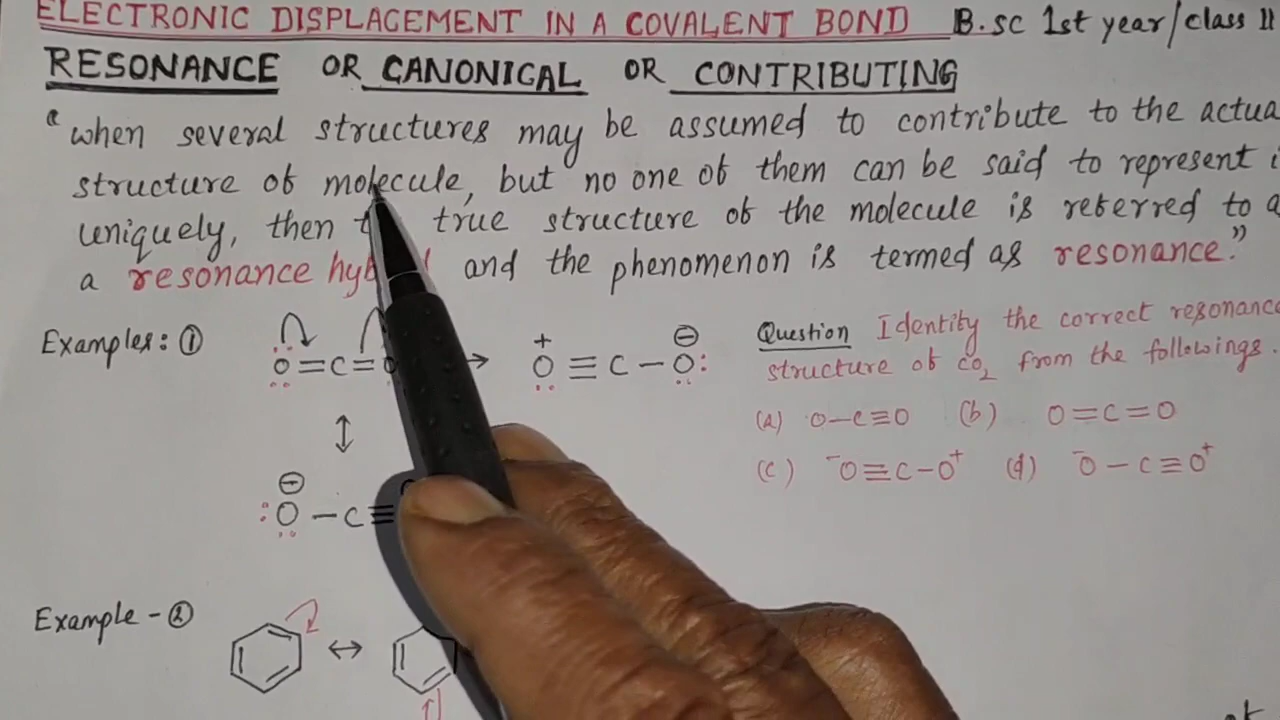 ELECTRONIC DISPLACEMENT IN A COVALENT BOND B.sc 1st year/class 11
RESONANCE OR CANONICAL OR CONTRIBUTING
"when several structures may be assumed to contribute to the actua
structure of molecule, but no one of them can be said to represent i
uniquely, then t true structure of the molecule is referred to a
a resonance hyb and the phenomenon is termed as resonance."
Examples: ① O=C=O → O⁺≡C-O⊖:
Question Identity the correct resonance
structure of CO₂ from the followings.
(a) O-C≡O (b) O=C=O
↕
(c) ⁻O≡C-O⁺ (d) ⁻O-C≡O⁺
⊖
:O-C≡
Example-② ↔